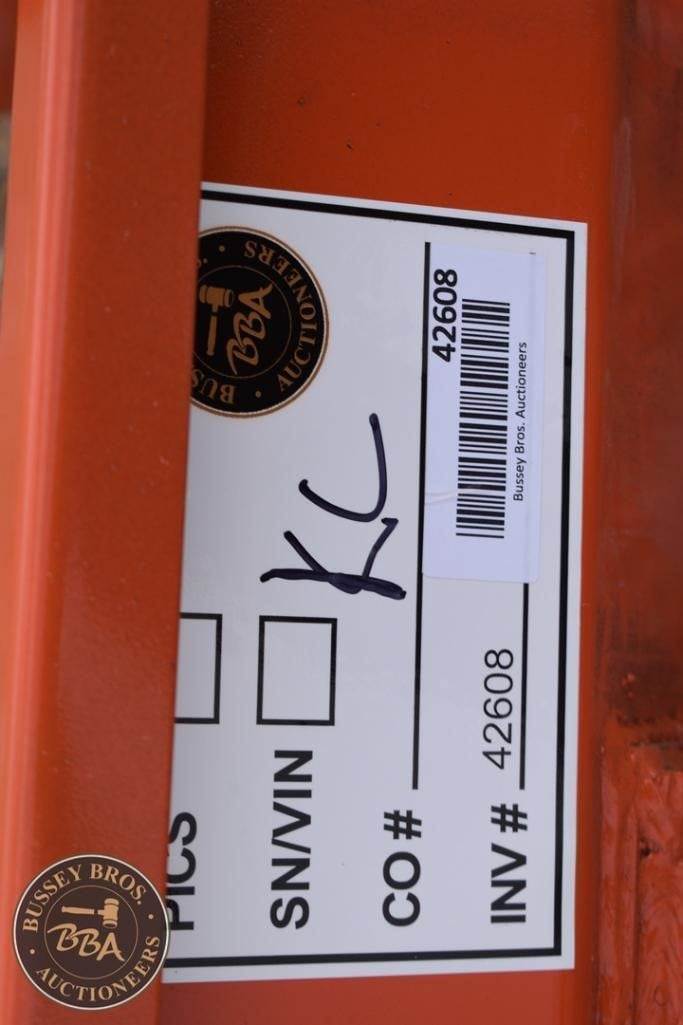 BUSSEY BROS.
BBA
AUCTIONEERS
PICS
SN/VIN
KC
CO #
INV # 42608
42608
Bussey Bros. Auctioneers
BUSSEY BROS.
BBA
AUCTIONEERS